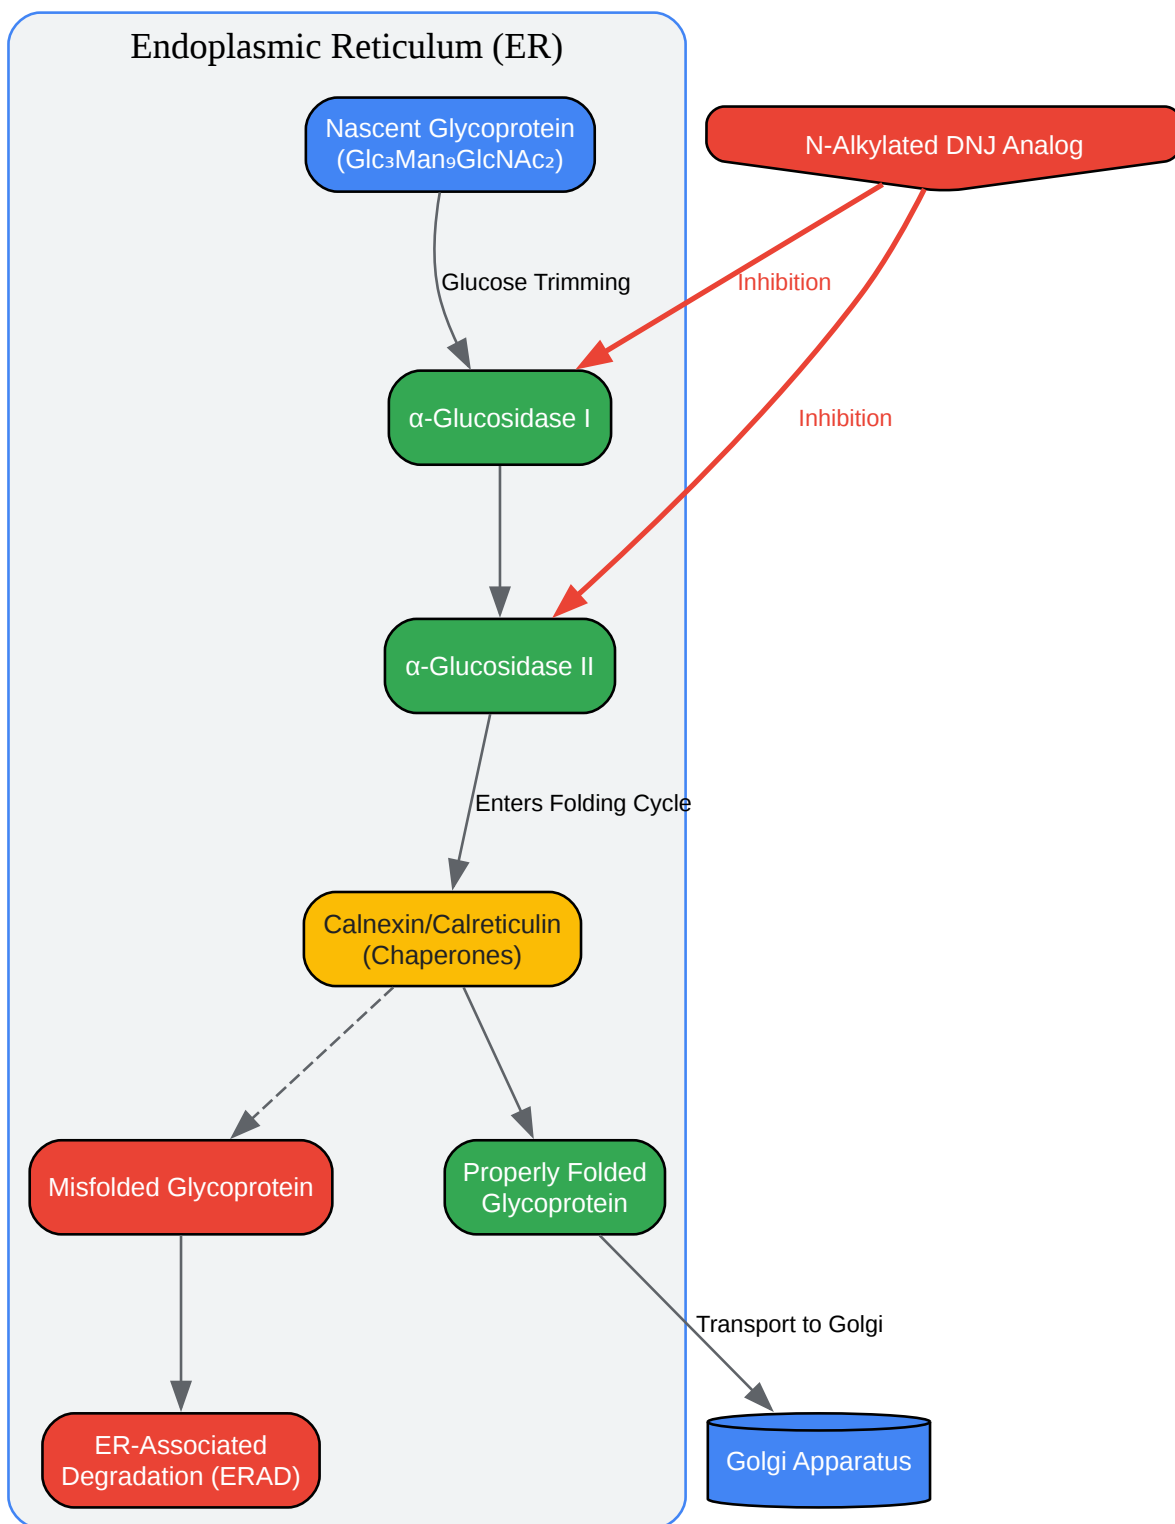 Endoplasmic Reticulum (ER)
Nascent Glycoprotein
(Glc₃Man₉GlcNAc₂)
N-Alkylated DNJ Analog
Glucose Trimming
Inhibition
α-Glucosidase I
Inhibition
α-Glucosidase II
Enters Folding Cycle
Calnexin/Calreticulin
(Chaperones)
Misfolded Glycoprotein
Properly Folded
Glycoprotein
Transport to Golgi
ER-Associated
Degradation (ERAD)
Golgi Apparatus